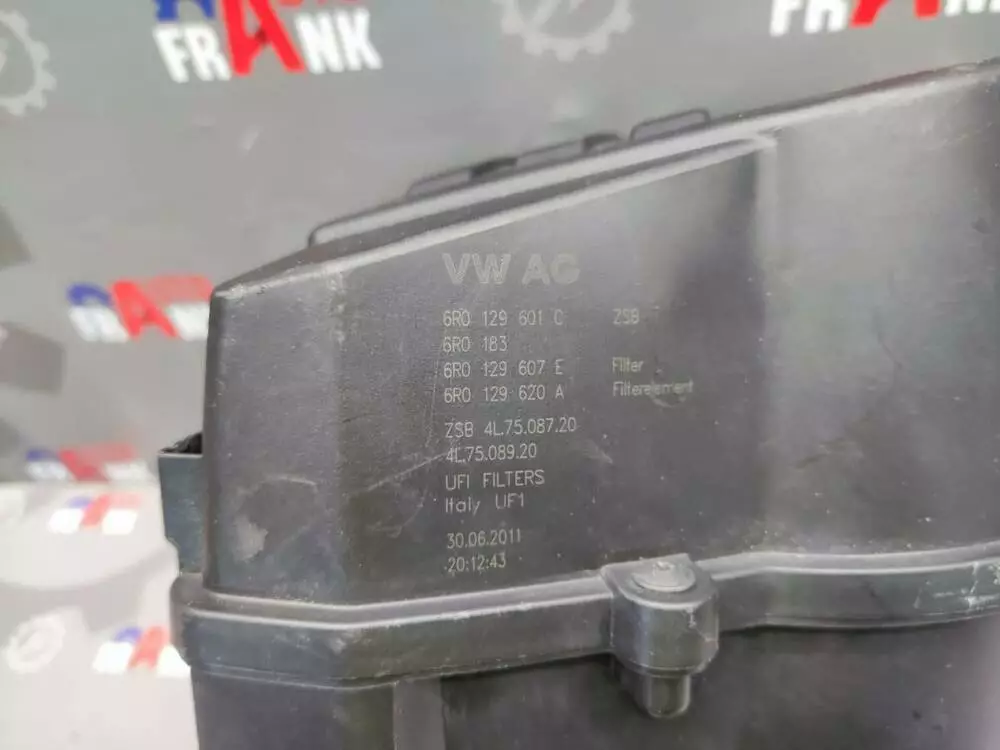 FRANK
FRA
VW AG
6R0 129 601 C ZSB
6R0 183
6R0 129 607 E Filter
6R0 129 620 A Filterelement
ZSB 4L.75.087.20
4L.75.089.20
UFI FILTERS
Italy UF1
30.06.2011
20:12:43
FRANK